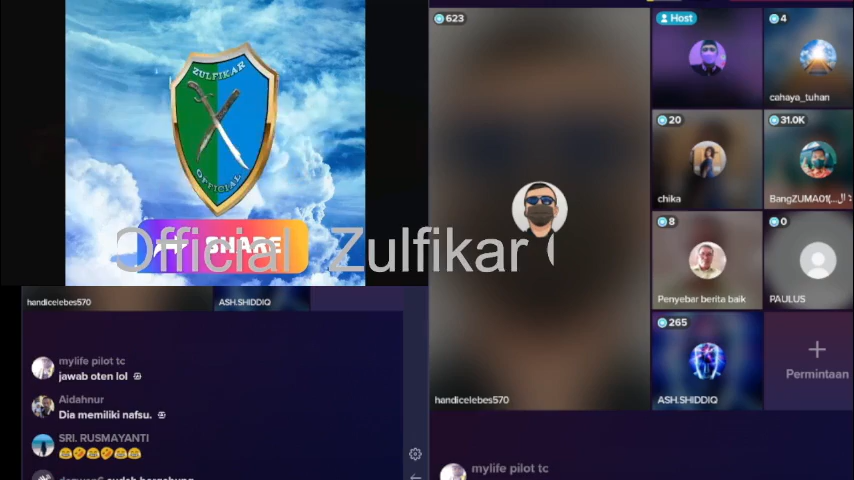 ZULFIKAR
OFFICIAL
SHARE
Official Zulfikar
handicelebes570
ASH.SHIDDIQ
mylife pilot tc
jawab oten lol
Aidahnur
Dia memiliki nafsu.
SRI. RUSMAYANTI
623
Host
4
cahaya_tuhan
20
31.0K
chika
BangZUMA01(...
8
0
Penyebar berita baik
PAULUS
265
Permintaan
handicelebes570
ASH.SHIDDIQ
mylife pilot tc